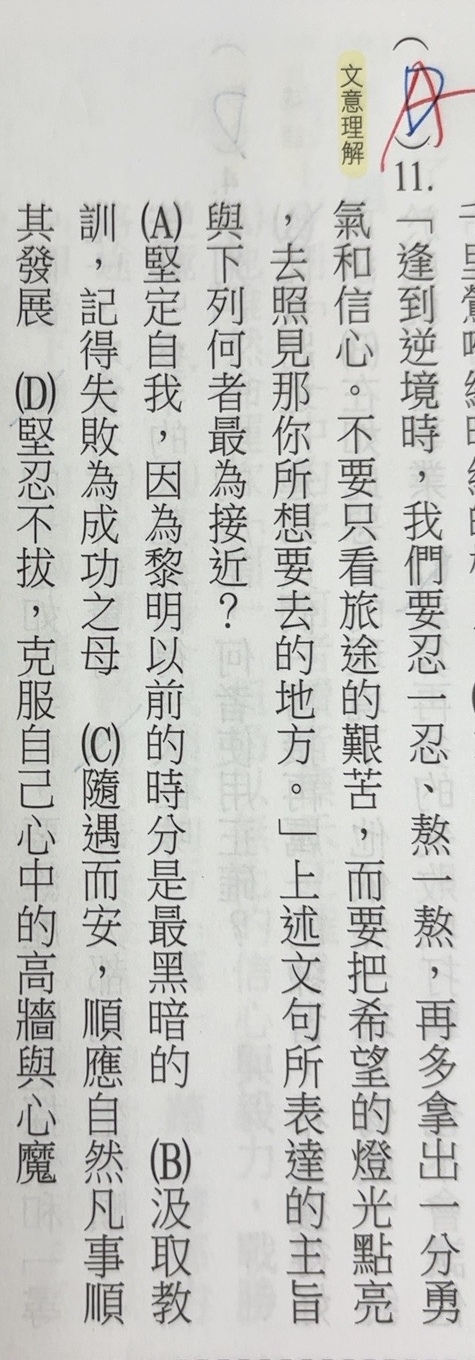 (A)11.「逢到逆境時，我們要忍一忍、熬一熬，再多拿出一分勇
文意理解
氣和信心。不要只看旅途的艱苦，而要把希望的燈光點亮
，去照見那你所想要去的地方。」上述文句所表達的主旨
與下列何者最為接近？
(A)堅定自我，因為黎明以前的時分是最黑暗的　(B)汲取教
訓，記得失敗為成功之母　(C)隨遇而安，順應自然凡事順
其發展　(D)堅忍不拔，克服自己心中的高牆與心魔